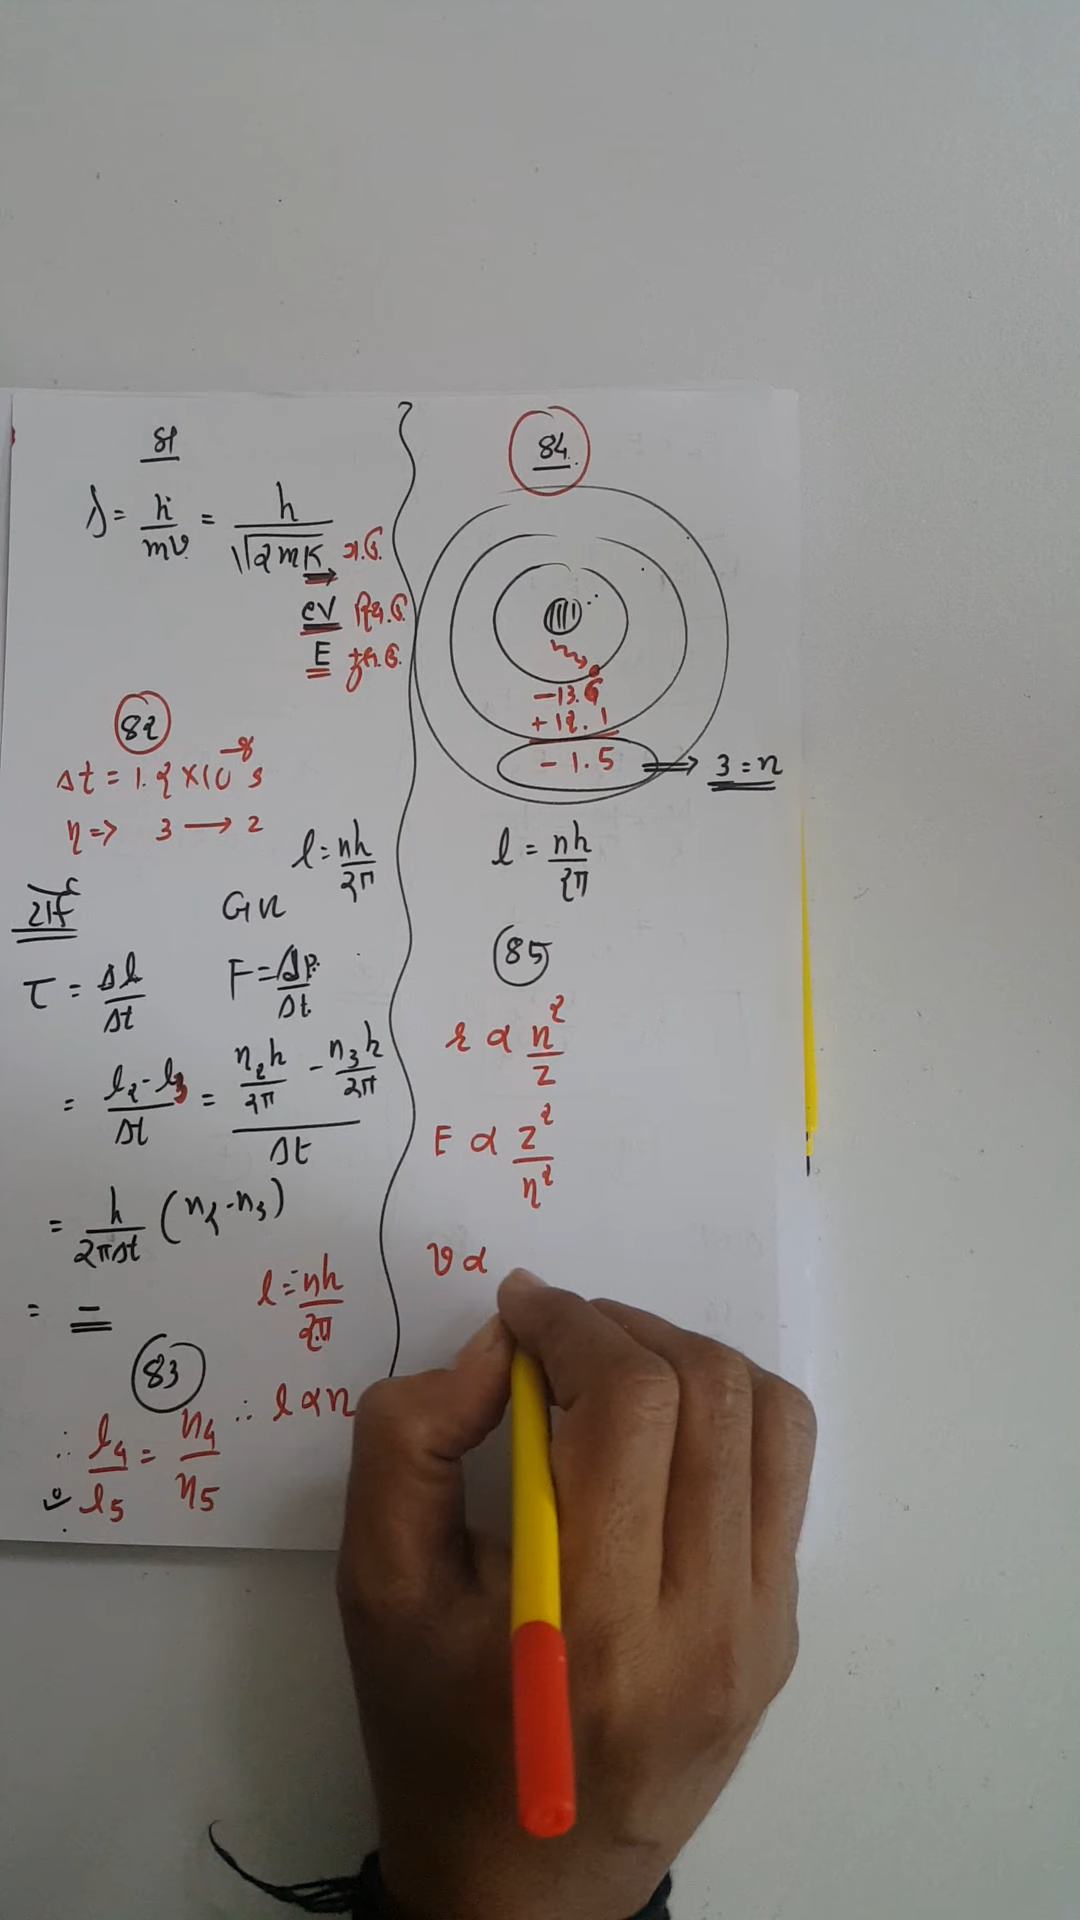 81
λ = h/mv = h/√2mK
eV
E
82
Δt = 1.2 × 10⁻⁸ s
n => 3 → 2
l = nh/2π
τ = Δl/Δt F = Δp/Δt
= l₂ - l₃/Δt = n₂h/2π - n₃h/2π / Δt
= h/2πΔt (n₂ - n₃)
= =
l = nh/2π
83
∴ l α n
∴ l₄/l₅ = n₄/n₅
84
-13.6
+12.1
-1.5 ⇒ 3 = n
l = nh/2π
85
r α n²/z
E α z²/n²
v α